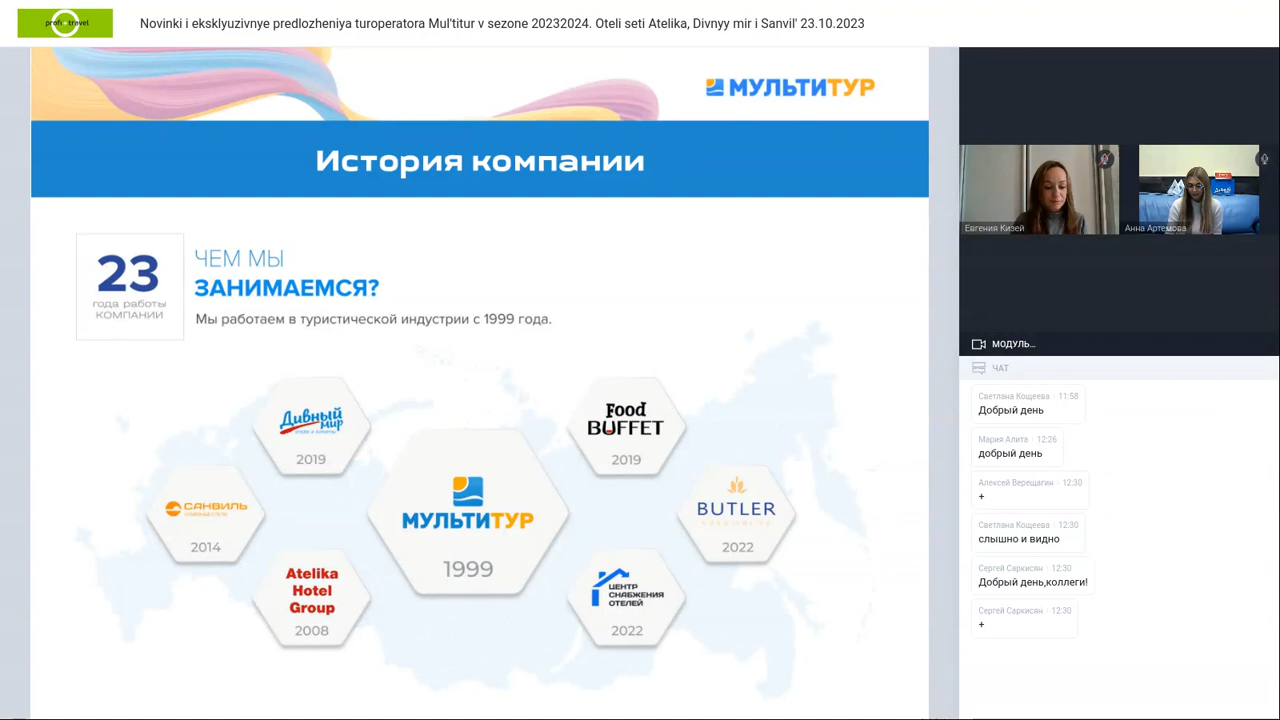 profi travel
Novinki i eksklyuzivnye predlozheniya turoperatora Mul'titur v sezone 20232024. Oteli seti Atelika, Divnyy mir i Sanvil' 23.10.2023
МУЛЬТИТУР
История компании
23
года работы
КОМПАНИИ
ЧЕМ МЫ
ЗАНИМАЕМСЯ?
Мы работаем в туристической индустрии с 1999 года.
Дивный
мир
2019
Food
BUFFET
2019
САНВИЛЬ
2014
МУЛЬТИТУР
1999
BUTLER
2022
Atelika
Hotel
Group
2008
ЦЕНТР
СНАБЖЕНИЯ
ОТЕЛЕЙ
2022
Евгения Кизей
Анна Артемова
МОДУЛЬ...
ЧАТ
Светлана Кощеева 11:58
Добрый день
Мария Алита 12:26
добрый день
Алексей Верещагин 12:30
+
Светлана Кощеева 12:30
слышно и видно
Сергей Саркисян 12:30
Добрый день,коллеги!
Сергей Саркисян 12:30
+